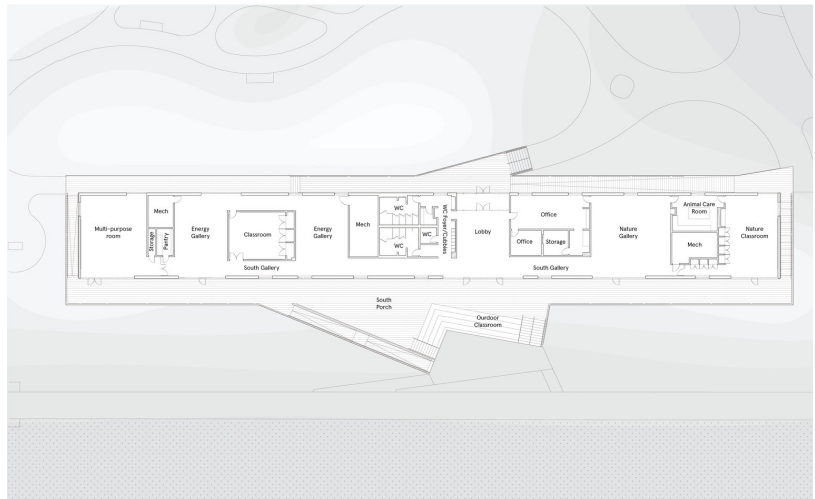 Multi-purpose
room
Mech
Storage
Pantry
Energy
Gallery
Classroom
South Gallery
Energy
Gallery
Mech
WC
WC
WC
WC Foyer/Cubbies
Lobby
Office
Office
Storage
South Gallery
Nature
Gallery
Animal Care
Room
Mech
Nature
Classroom
South
Porch
Ourdoor
Classroom